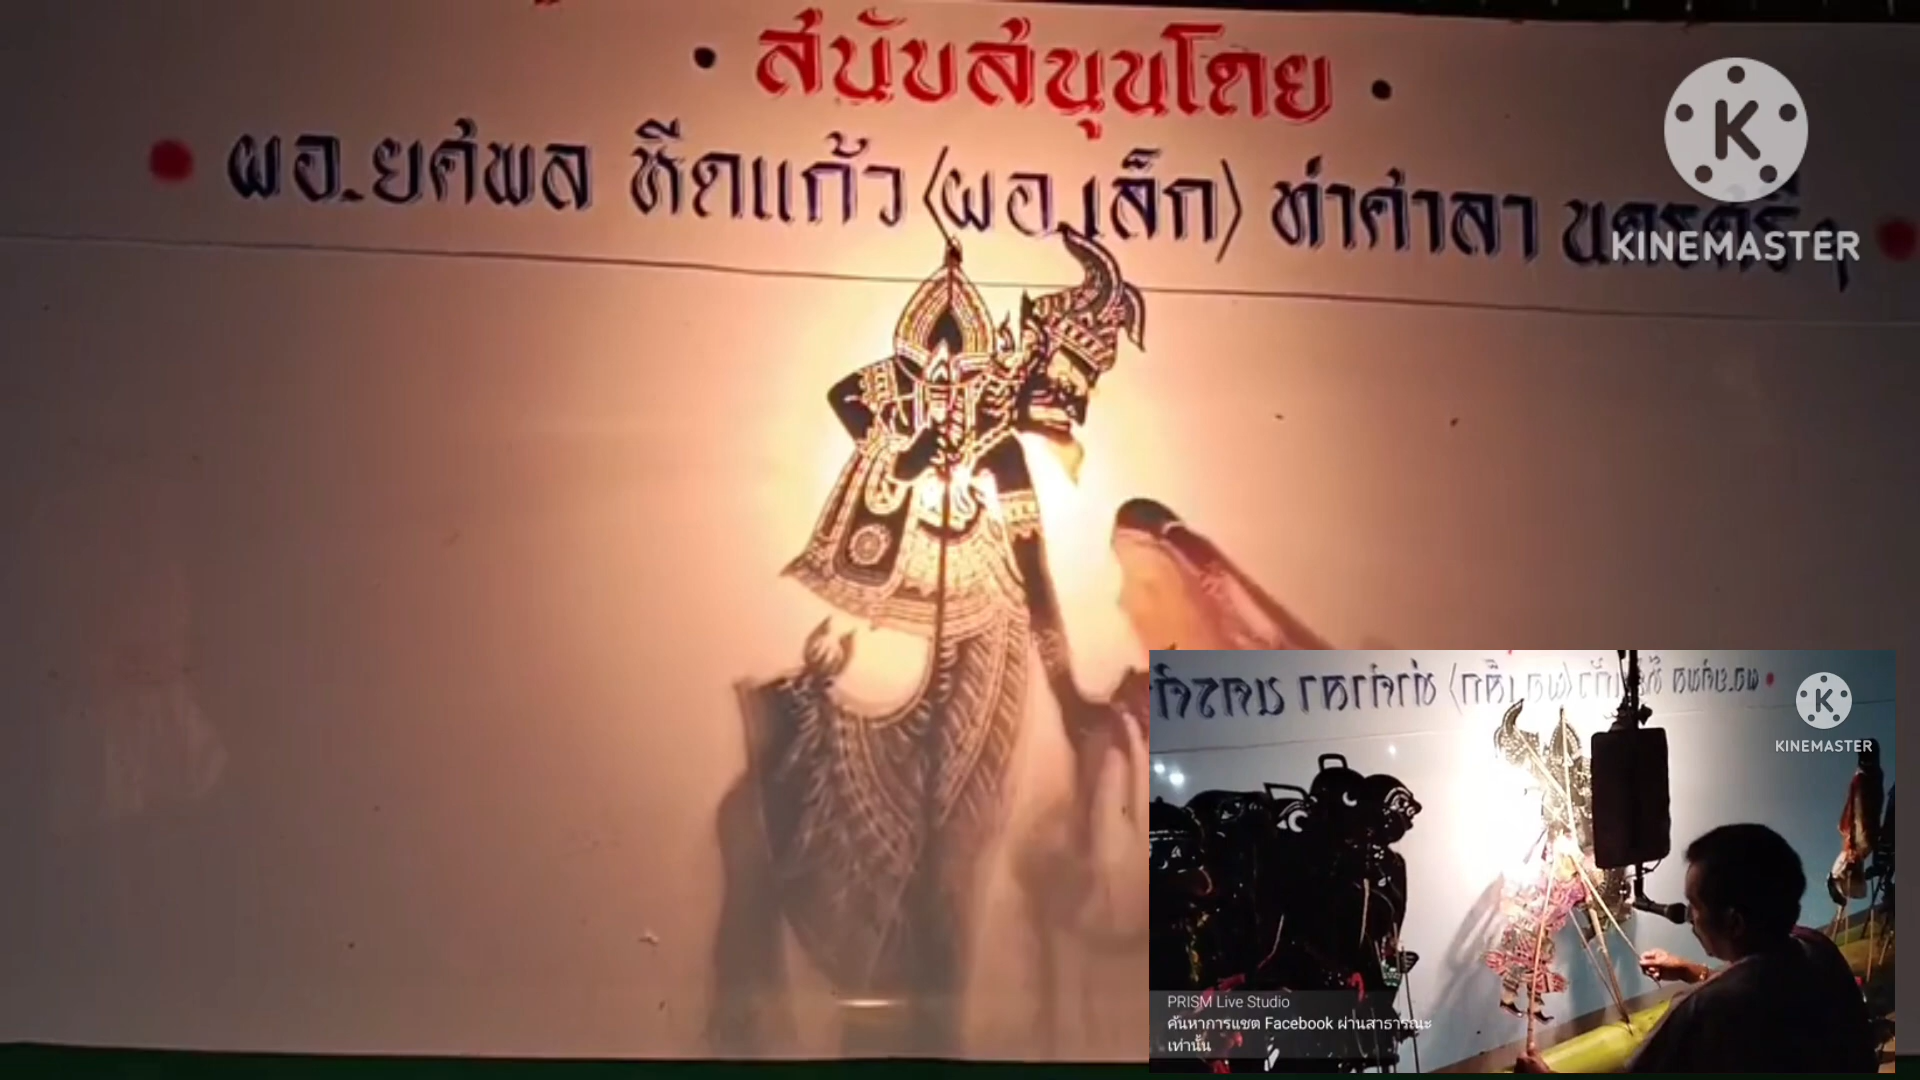 • สนับสนุนโดย •
• ผอ.ยศพล หีดแก้ว (ผอ.เล็ก) ท่าศาลา นครศรีฯ •
KINEMASTER
KINEMASTER
PRISM Live Studio
ค้นหาการแชต Facebook ผ่านสาธารณะ
เท่านั้น